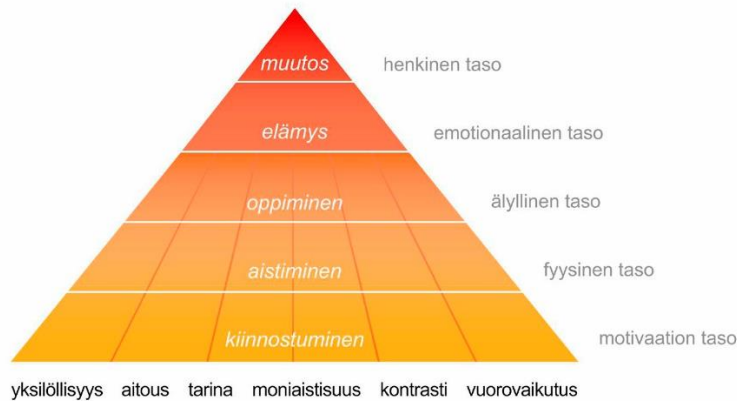 muutos henkinen taso
elämys emotionaalinen taso
oppiminen älyllinen taso
aistiminen fyysinen taso
kiinnostuminen motivaation taso
yksilöllisyys aitous tarina moniaistisuus kontrasti vuorovaikutus